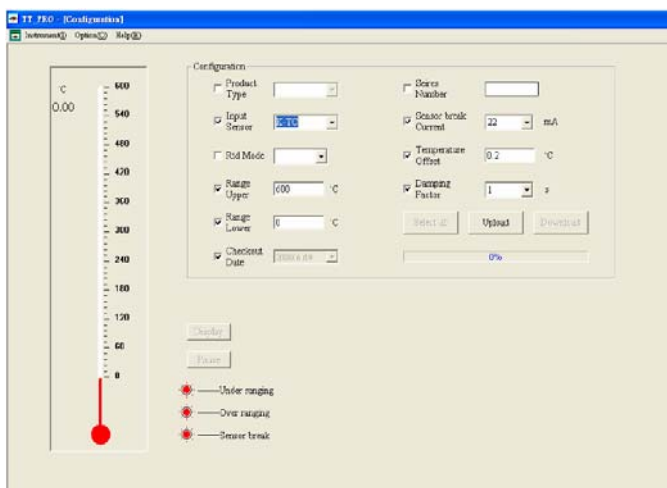 TT_PRO - [Configuration]
Instrument(I) Option(O) Help(H)
°C
0.00
600
540
480
420
360
300
240
180
120
60
0
Configuration
Product Type
Input Sensor K-TC
Rtd Mode
Range Upper 600 °C
Range Lower 0 °C
Checkout Date
Seires Number
Sensor break Current 22 mA
Temperature Offset 0.2 °C
Damping Factor 1 s
Select all Upload Download
0%
Display
Pause
Under ranging
Over ranging
Sensor break